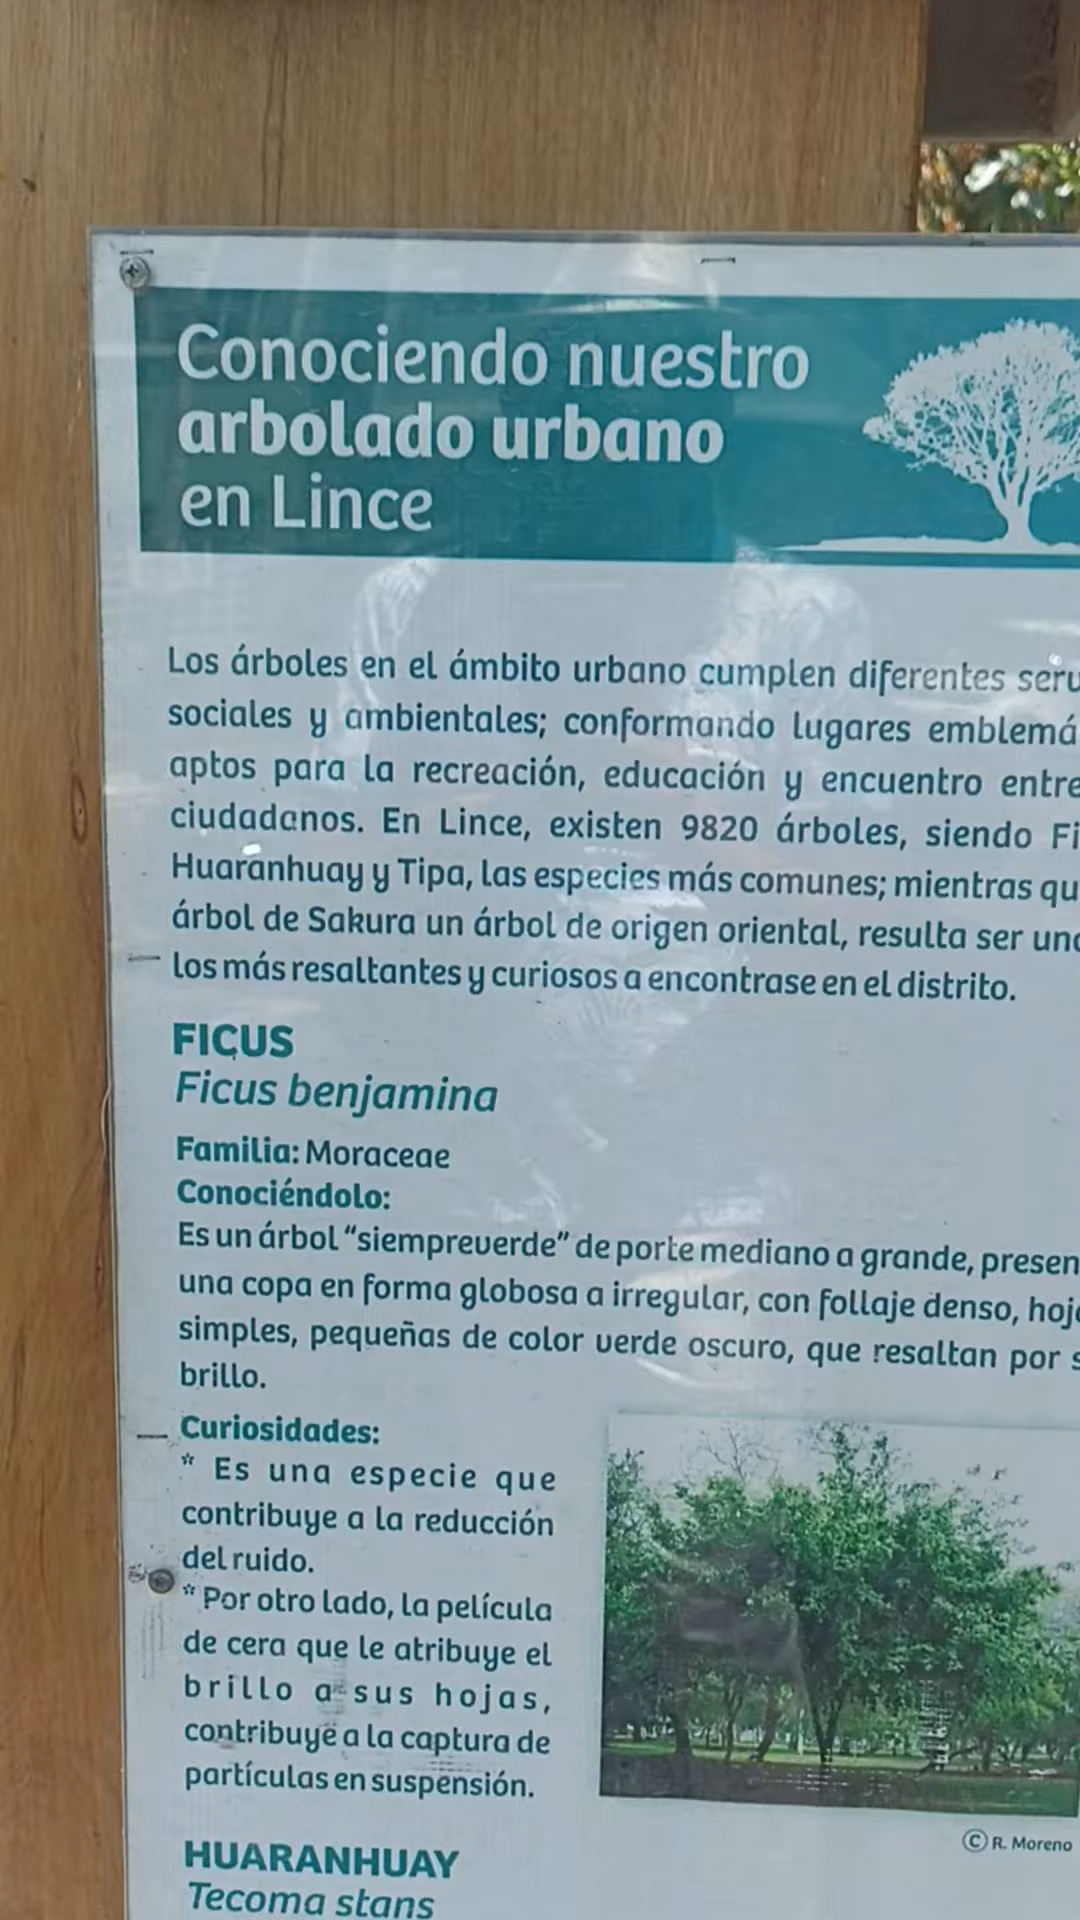 Conociendo nuestro
arbolado urbano
en Lince
Los árboles en el ámbito urbano cumplen diferentes
sociales y ambientales; conformando lugares
aptos para la recreación, educación y encuentro entre
ciudadanos. En Lince, existen 9820 árboles, siendo
Huaranhuay y Tipa, las especies más comunes; mientras
árbol de Sakura un árbol de origen oriental, resulta ser
los más resaltantes y curiosos a encontrase en el distrito.
FICUS
Ficus benjamina
Familia: Moraceae
Conociéndolo:
Es un árbol “siempreverde” de porte mediano a grande,
una copa en forma globosa a irregular, con follaje denso,
simples, pequeñas de color verde oscuro, que resaltan por
brillo.
Curiosidades:
* Es una especie que
contribuye a la reducción
del ruido.
* Por otro lado, la película
de cera que le atribuye el
brillo a sus hojas,
contribuye a la captura de
partículas en suspensión.
© R. Moreno
HUARANHUAY
Tecoma stans